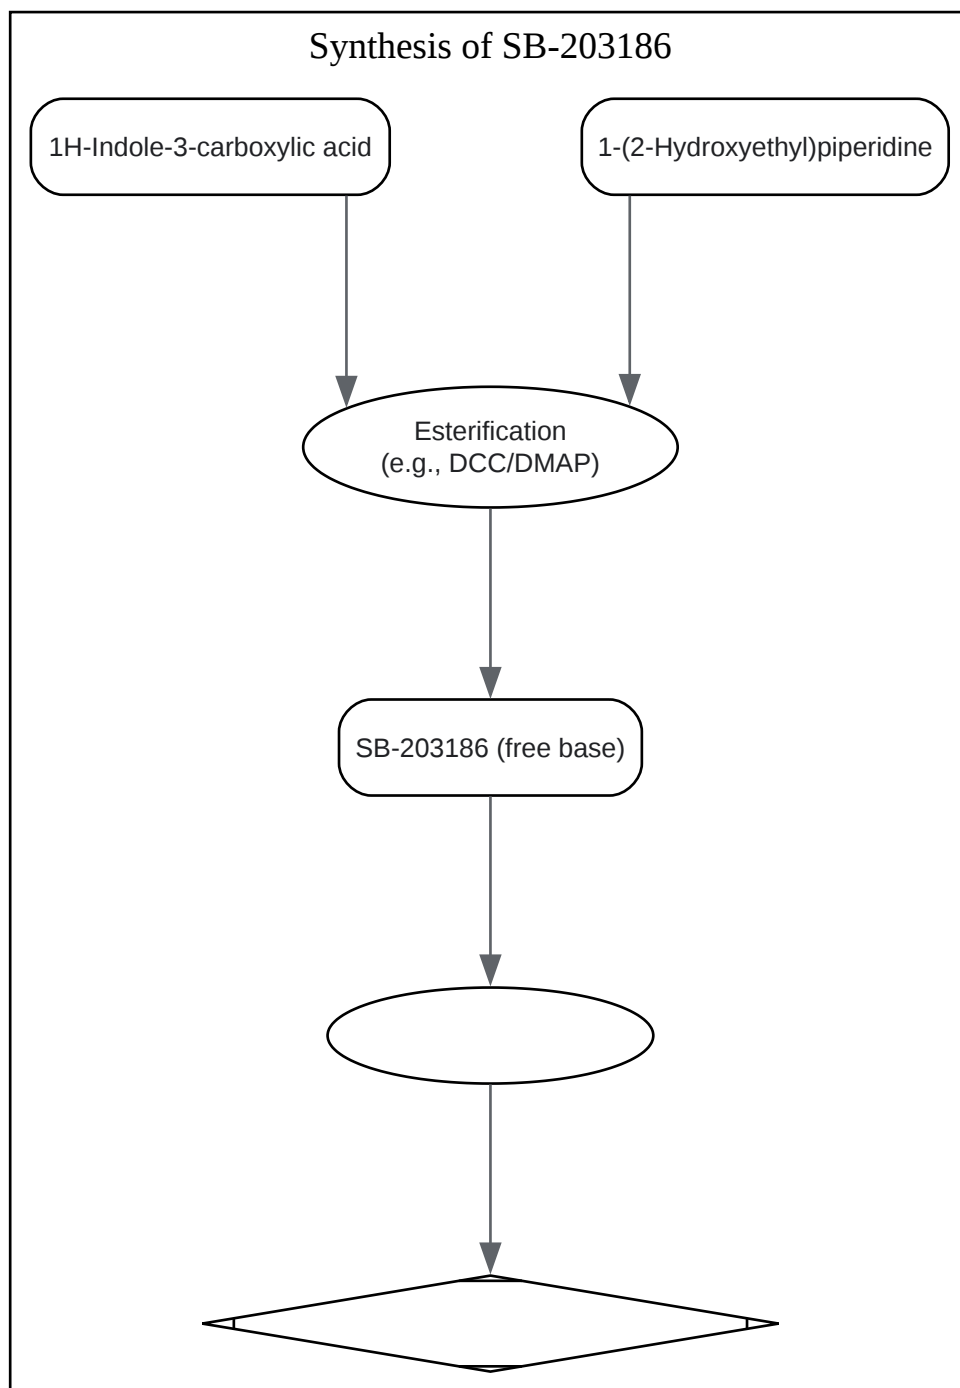 Synthesis of SB-203186
1H-Indole-3-carboxylic acid
1-(2-Hydroxyethyl)piperidine
Esterification
(e.g., DCC/DMAP)
SB-203186 (free base)